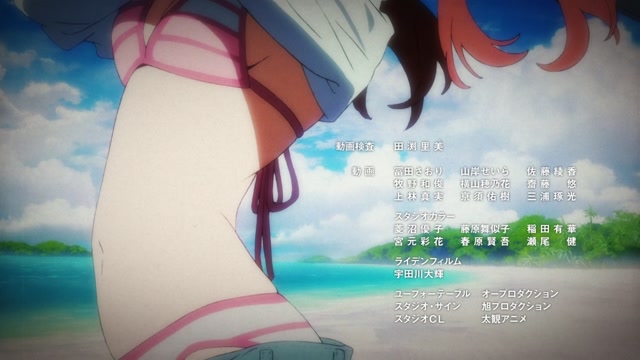 動画検査 田渕里美
動画 富田さおり 山岸せいら 佐藤綾香
牧野和俊 横山穂乃花 齋藤 悠
上林真実 京須佑樹 三浦琢光
スタジオカラー
菱沼優子 藤原舞似子 稲田有華
宮元彩花 春原賢吾 瀬尾 健
ライデンフィルム
宇田川大輝
ユーフォーテーブル オープロダクション
スタジオ・サイン 旭プロダクション
スタジオCL 太観アニメ